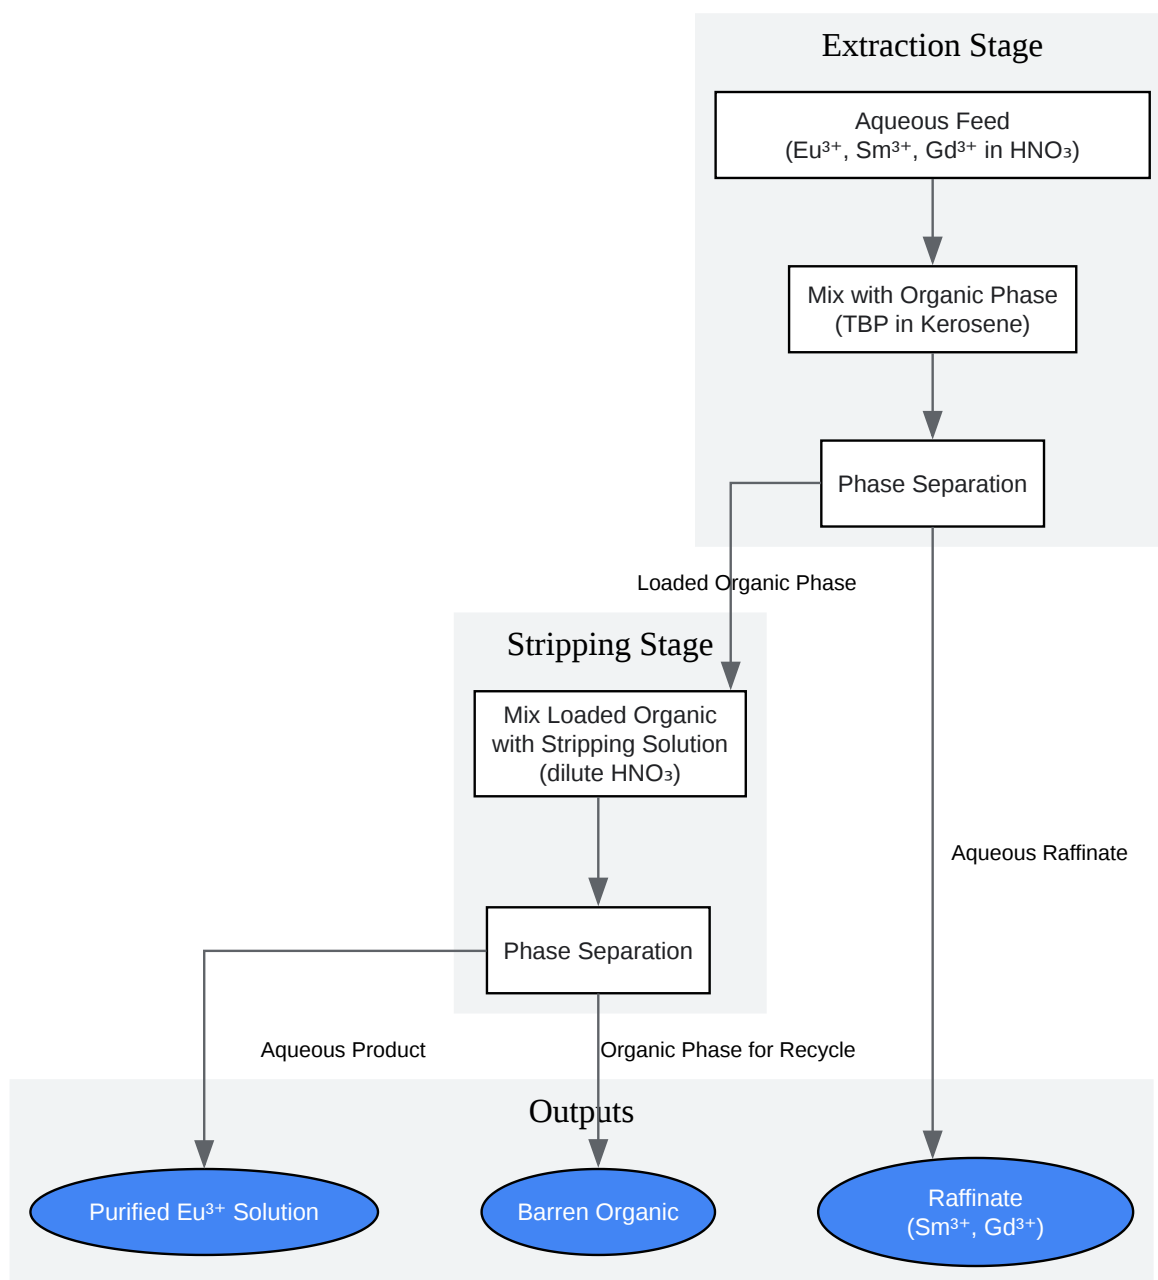 Extraction Stage
Aqueous Feed
(Eu³⁺, Sm³⁺, Gd³⁺ in HNO₃)
Mix with Organic Phase
(TBP in Kerosene)
Phase Separation
Loaded Organic Phase
Stripping Stage
Mix Loaded Organic
with Stripping Solution
(dilute HNO₃)
Aqueous Raffinate
Phase Separation
Aqueous Product
Organic Phase for Recycle
Outputs
Purified Eu³⁺ Solution
Barren Organic
Raffinate
(Sm³⁺, Gd³⁺)